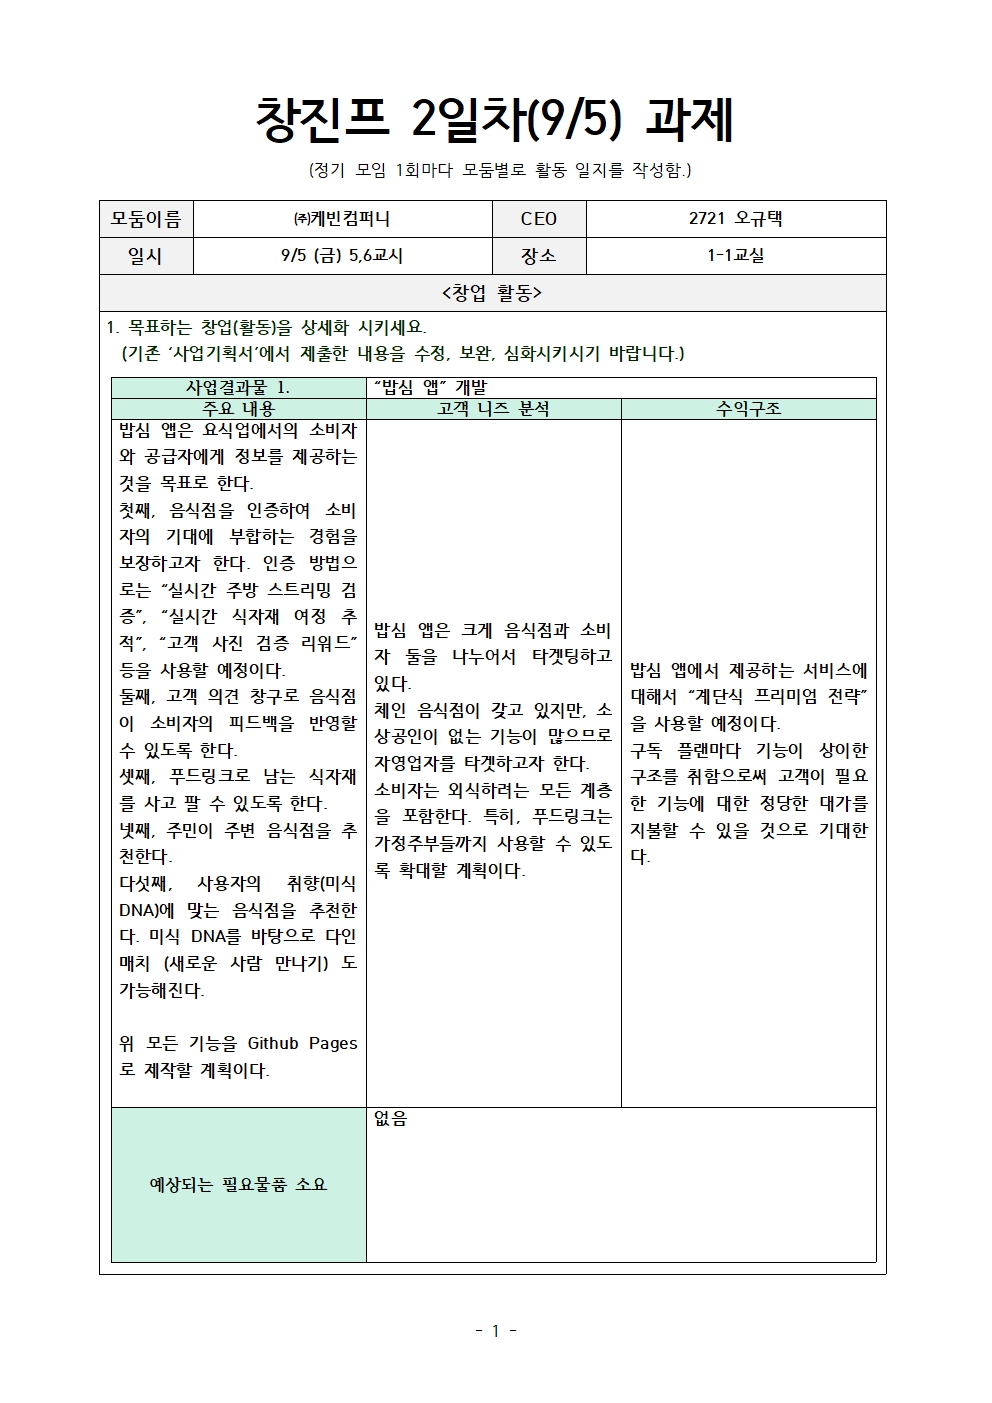 창진프 2일차(9/5) 과제
(정기 모임 1회마다 모둠별로 활동 일지를 작성함.)
모둠이름 ㈜케빈컴퍼니 CEO 2721 오규택
일시 9/5 (금) 5,6교시 장소 1-1교실
<창업 활동>
1. 목표하는 창업(활동)을 상세화 시키세요.
(기존 ‘사업기획서’에서 제출한 내용을 수정, 보완, 심화시키시기 바랍니다.)
사업결과물 1. “밥심 앱” 개발
주요 내용 고객 니즈 분석 수익구조
밥심 앱은 요식업에서의 소비자
와 공급자에게 정보를 제공하는
것을 목표로 한다.
첫째, 음식점을 인증하여 소비
자의 기대에 부합하는 경험을
보장하고자 한다. 인증 방법으
로는 “실시간 주방 스트리밍 검
증”, “실시간 식자재 여정 추
적”, “고객 사진 검증 리워드”
등을 사용할 예정이다.
둘째, 고객 의견 창구로 음식점
이 소비자의 피드백을 반영할
수 있도록 한다.
셋째, 푸드링크로 남는 식자재
를 사고 팔 수 있도록 한다.
넷째, 주민이 주변 음식점을 추
천한다.
다섯째, 사용자의 취향(미식
DNA)에 맞는 음식점을 추천한
다. 미식 DNA를 바탕으로 다인
매치 (새로운 사람 만나기) 도
가능해진다.
위 모든 기능을 Github Pages
로 제작할 계획이다.
밥심 앱은 크게 음식점과 소비
자 둘을 나누어서 타겟팅하고
있다.
체인 음식점이 갖고 있지만, 소
상공인이 없는 기능이 많으므로
자영업자를 타겟하고자 한다.
소비자는 외식하려는 모든 계층
을 포함한다. 특히, 푸드링크는
가정주부들까지 사용할 수 있도
록 확대할 계획이다.
밥심 앱에서 제공하는 서비스에
대해서 “계단식 프리미엄 전략”
을 사용할 예정이다.
구독 플랜마다 기능이 상이한
구조를 취함으로써 고객이 필요
한 기능에 대한 정당한 대가를
지불할 수 있을 것으로 기대한
다.
예상되는 필요물품 소요 없음
- 1 -